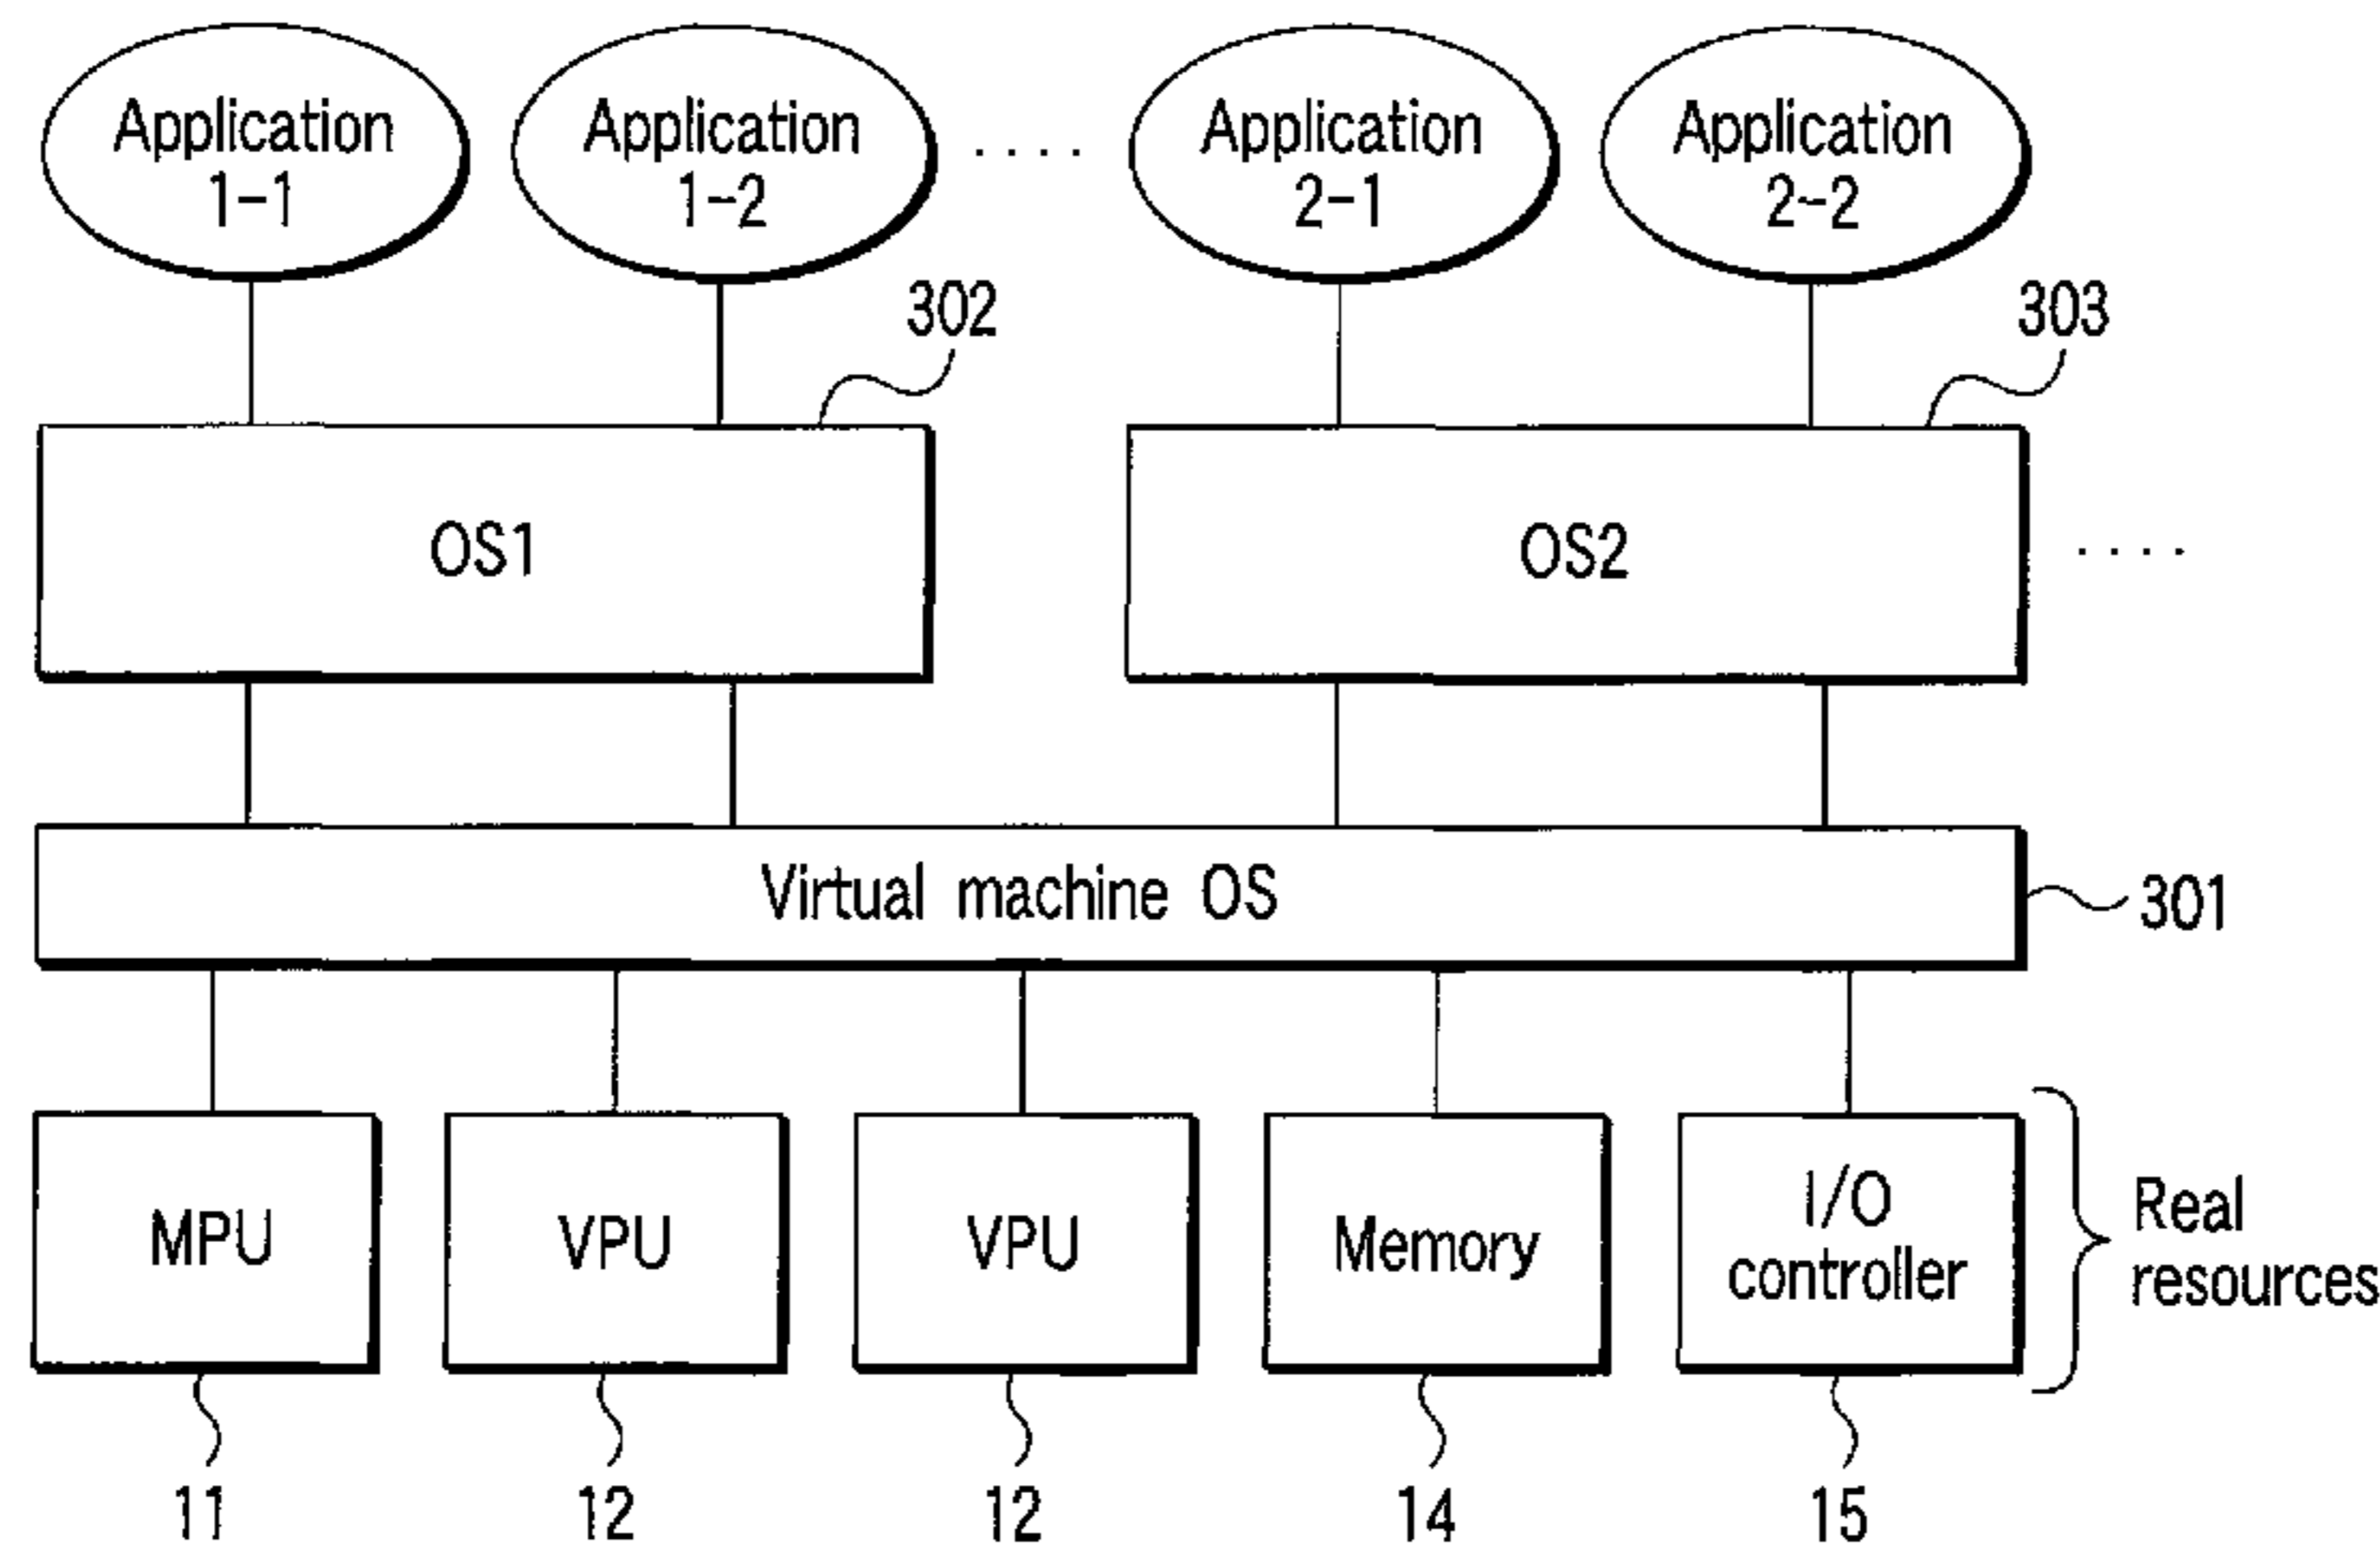 Application
1-1
Application
1-2
. . . .
Application
2-1
Application
2-2
302
303
OS1
OS2
. . . .
Virtual machine OS
301
MPU
VPU
VPU
Memory
I/O
controller
Real
resources
11
12
12
14
15